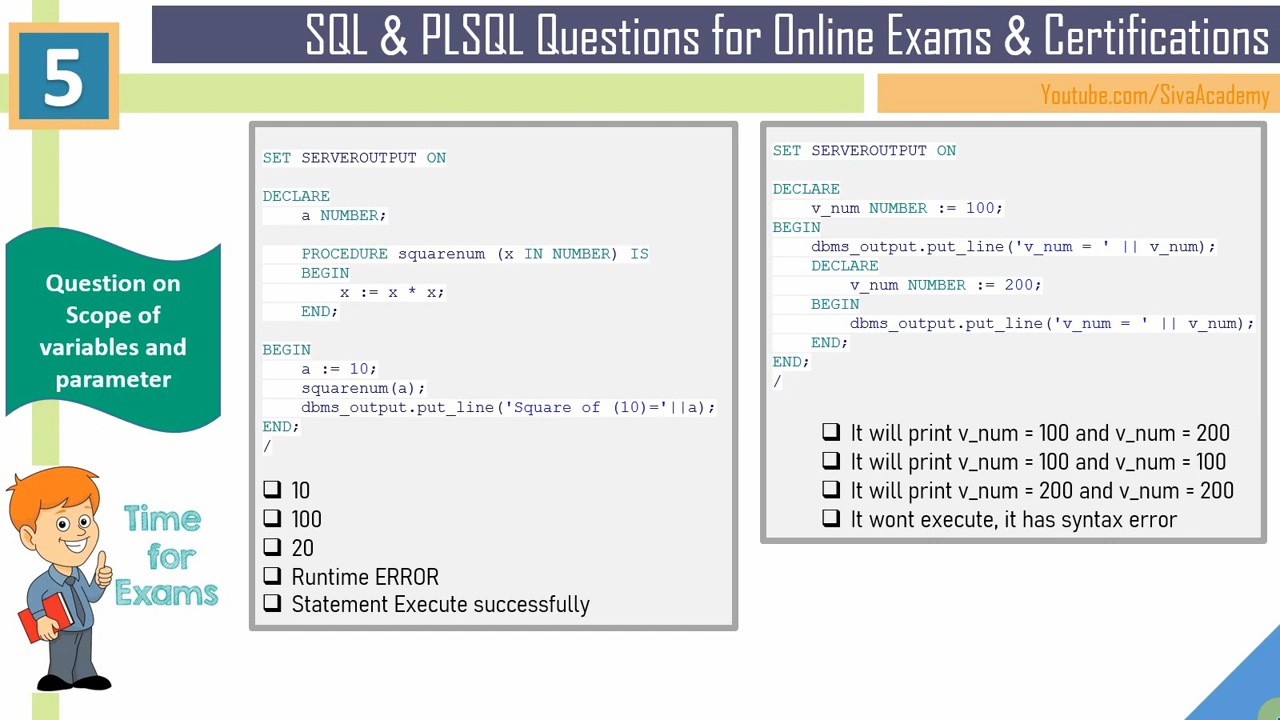 5
SQL & PLSQL Questions for Online Exams & Certifications
Youtube.com/SivaAcademy
Question on
Scope of
variables and
parameter
Time
for
Exams
SET SERVEROUTPUT ON
DECLARE
a NUMBER;
PROCEDURE squarenum (x IN NUMBER) IS
BEGIN
x := x * x;
END;
BEGIN
a := 10;
squarenum(a);
dbms_output.put_line('Square of (10)='||a);
END;
/
❑ 10
❑ 100
❑ 20
❑ Runtime ERROR
❑ Statement Execute successfully
SET SERVEROUTPUT ON
DECLARE
v_num NUMBER := 100;
BEGIN
dbms_output.put_line('v_num = ' || v_num);
DECLARE
v_num NUMBER := 200;
BEGIN
dbms_output.put_line('v_num = ' || v_num);
END;
END;
/
❑ It will print v_num = 100 and v_num = 200
❑ It will print v_num = 100 and v_num = 100
❑ It will print v_num = 200 and v_num = 200
❑ It wont execute, it has syntax error